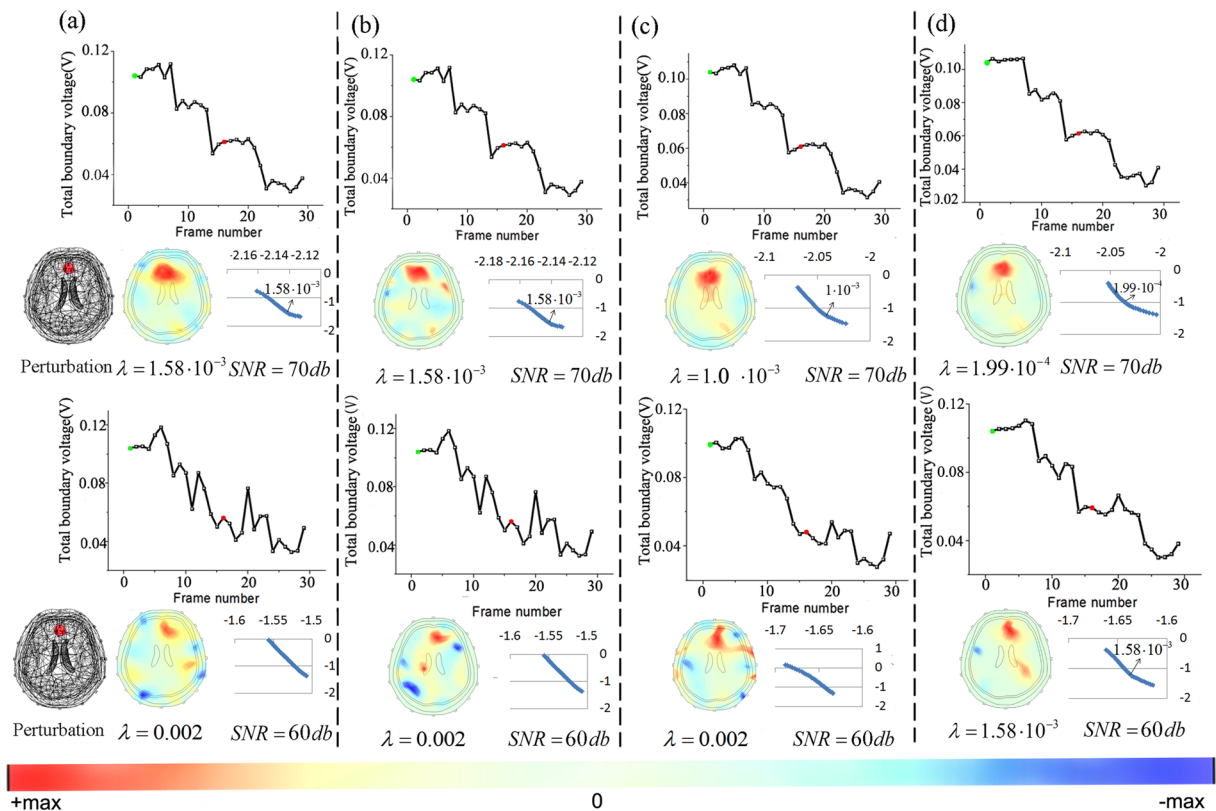 (a)
(b)
(c)
(d)
Total boundary voltage(V)
0.12
0.08
0.04
0 10 20 30
Frame number
Total boundary voltage(V)
0.12
0.08
0.04
0 10 20 30
Frame number
Total boundary voltage(V)
0.10
0.08
0.06
0.04
0 10 20 30
Frame number
Total boundary voltage(V)
0.10
0.08
0.06
0.04
0.02
0 10 20 30
Frame number
-2.16 -2.14 -2.12
0
-1
-2
1.58·10⁻³
-2.18 -2.16 -2.14 -2.12
0
-1
-2
1.58·10⁻³
-2.1 -2.05 -2
0
-1
-2
1·10⁻³
-2.1 -2.05 -2
0
-1
-2
1.99·10⁻⁴
Perturbation λ = 1.58·10⁻³ SNR = 70db
λ = 1.58·10⁻³ SNR = 70db
λ = 1.0 ·10⁻³ SNR = 70db
λ = 1.99·10⁻⁴ SNR = 70db
Total boundary voltage(V)
0.12
0.08
0.04
0 10 20 30
Frame number
Total boundary voltage(V)
0.12
0.08
0.04
0 10 20 30
Frame number
Total boundary voltage(V)
0.12
0.08
0.04
0 10 20 30
Frame number
Total boundary voltage(V)
0.12
0.08
0.04
0 10 20 30
Frame number
-1.6 -1.55 -1.5
0
-1
-2
-1.6 -1.55 -1.5
0
-1
-2
-1.7 -1.65 -1.6
1
0
-1
-2
-1.7 -1.65 -1.6
0
-1
-2
1.58·10⁻³
Perturbation λ = 0.002 SNR = 60db
λ = 0.002 SNR = 60db
λ = 0.002 SNR = 60db
λ = 1.58·10⁻³ SNR = 60db
+max 0 -max